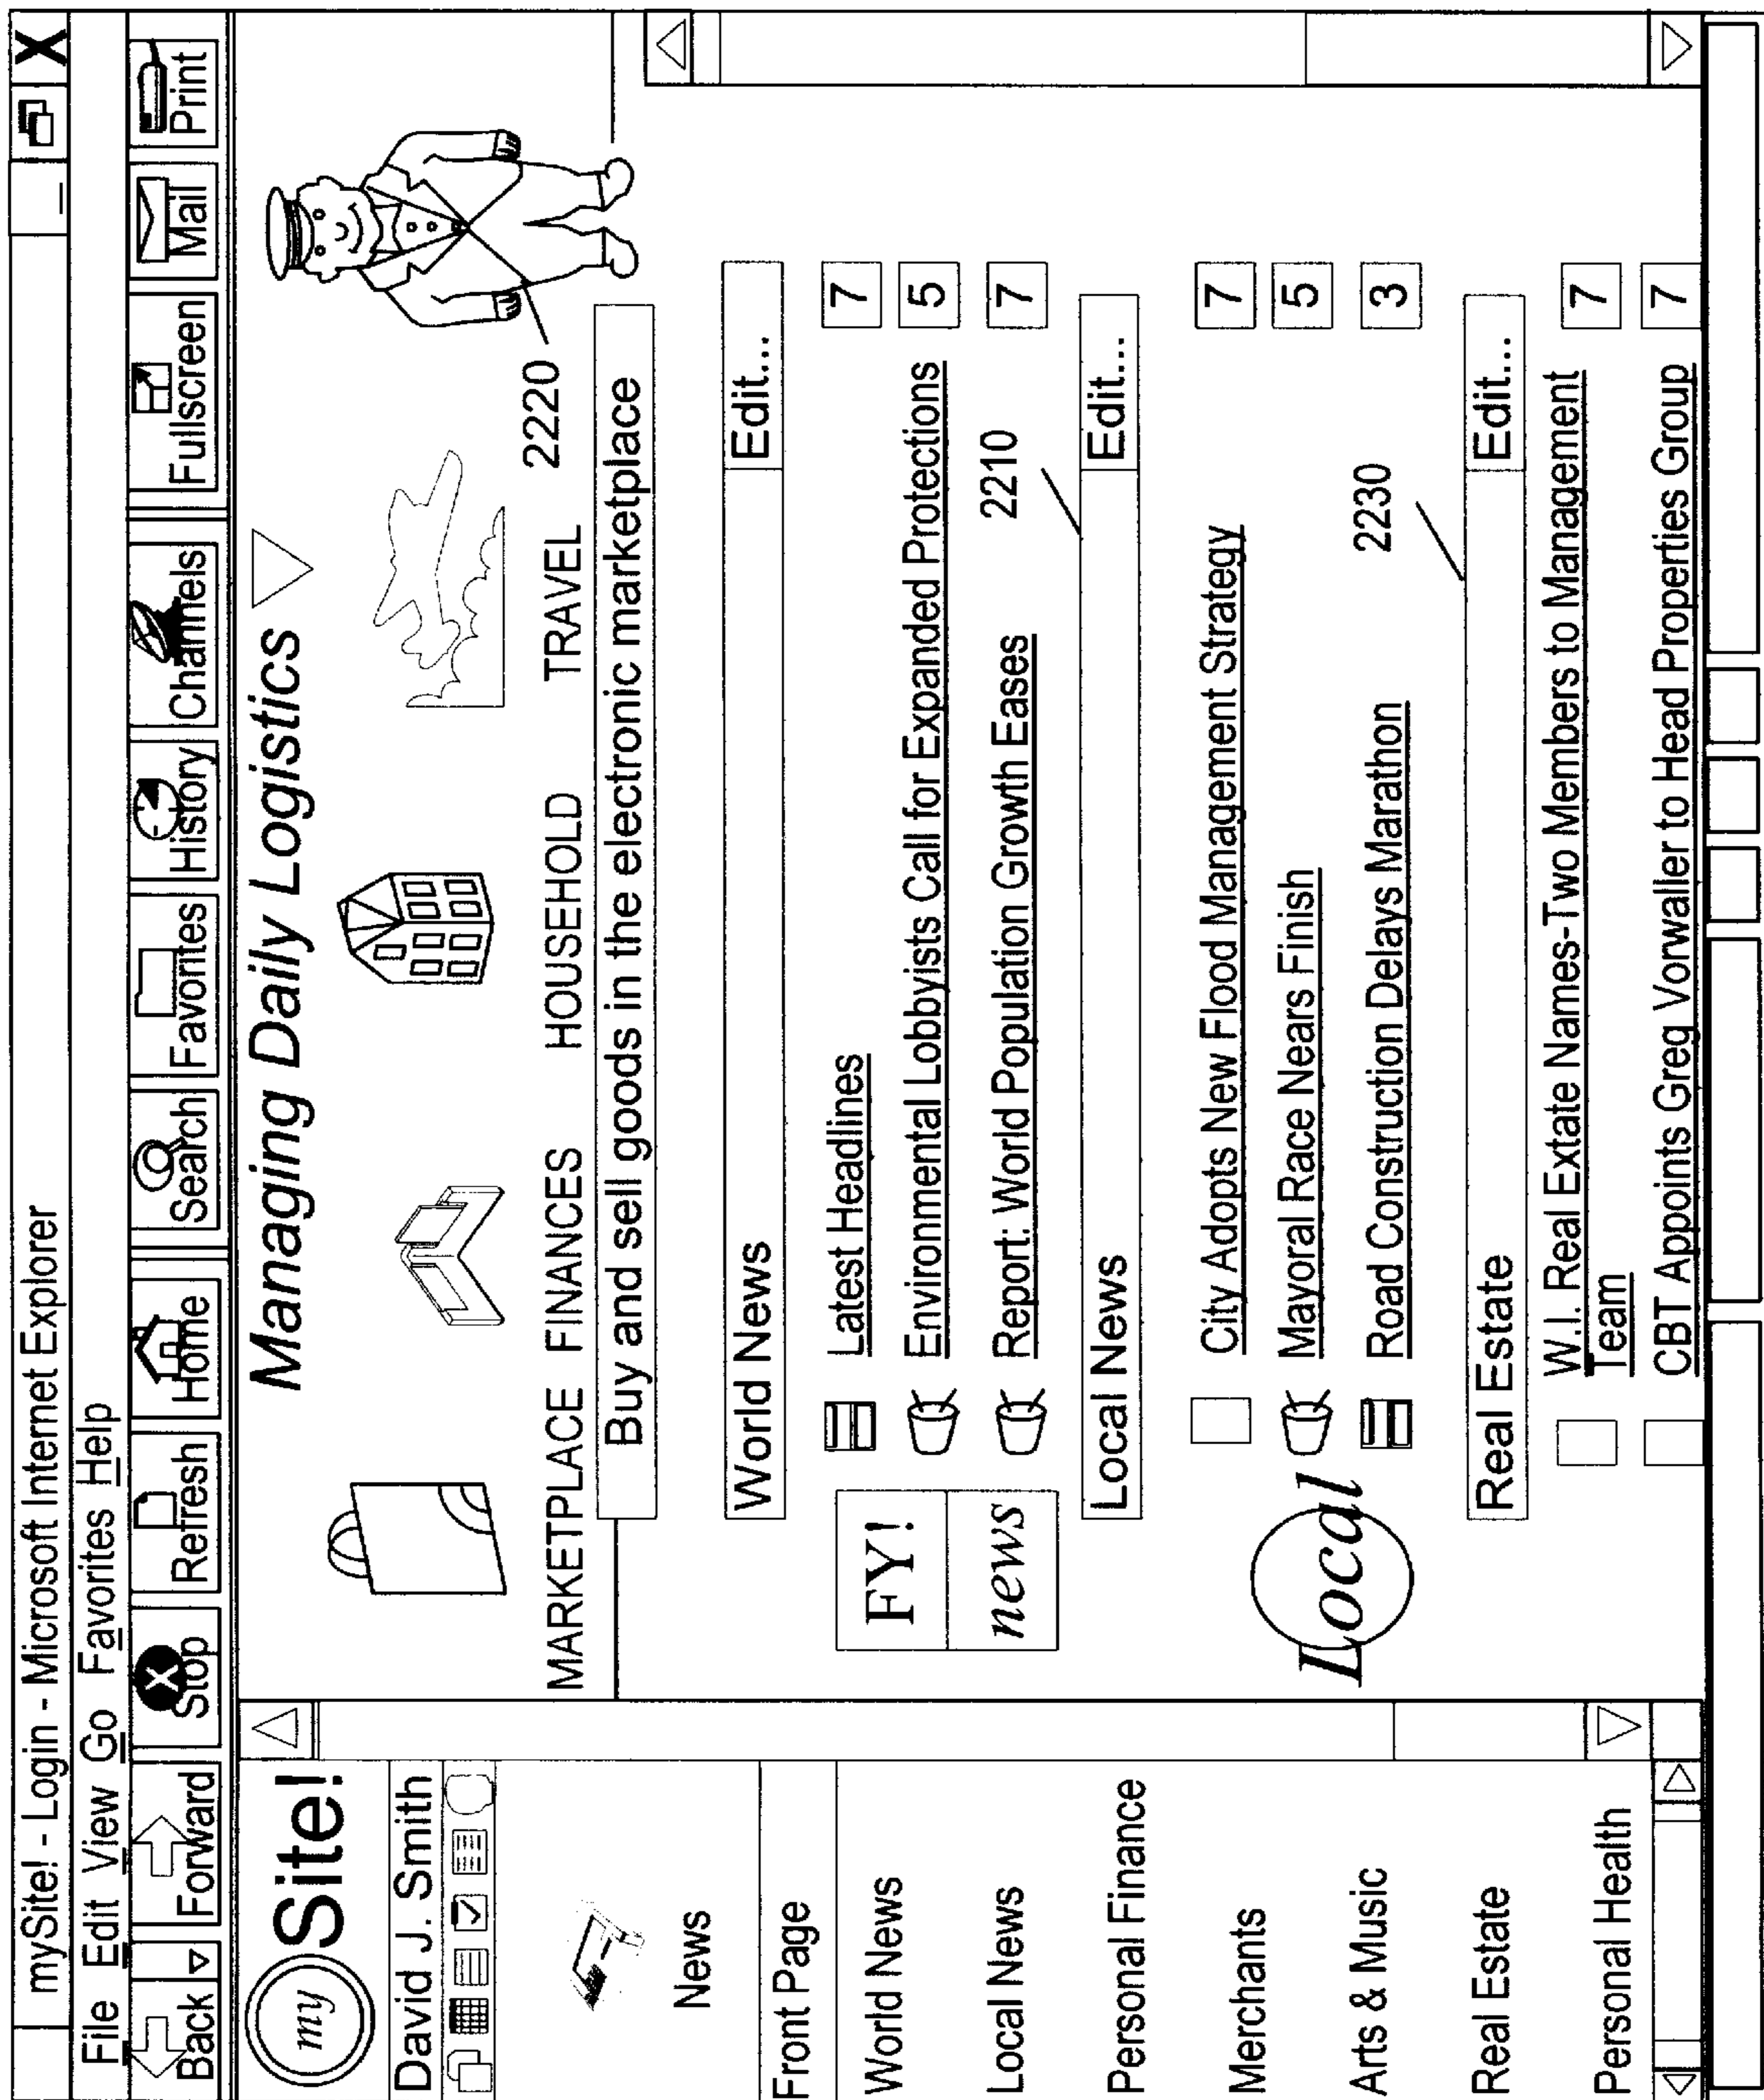 mySite! - Login - Microsoft Internet Explorer
_ X
File Edit View Go Favorites Help
Back Forward Stop Refresh Home Search Favorites History Channels Fullscreen Mail Print
my Site!
David J. Smith
News
Front Page
World News
Local News
Personal Finance
Merchants
Arts & Music
Real Estate
Personal Health
Managing Daily Logistics
2220
MARKETPLACE FINANCES HOUSEHOLD TRAVEL
Buy and sell goods in the electronic marketplace
World News Edit...
FY!
news
Latest Headlines 7
Environmental Lobbyists Call for Expanded Protections 5
Report: World Population Growth Eases 7
2210
Local News Edit...
Local
City Adopts New Flood Management Strategy 7
Mayoral Race Nears Finish 5
Road Construction Delays Marathon 3
2230
Real Estate Edit...
W.I. Real Extate Names-Two Members to Management 7
Team
CBT Appoints Greg Vorwaller to Head Properties Group 7